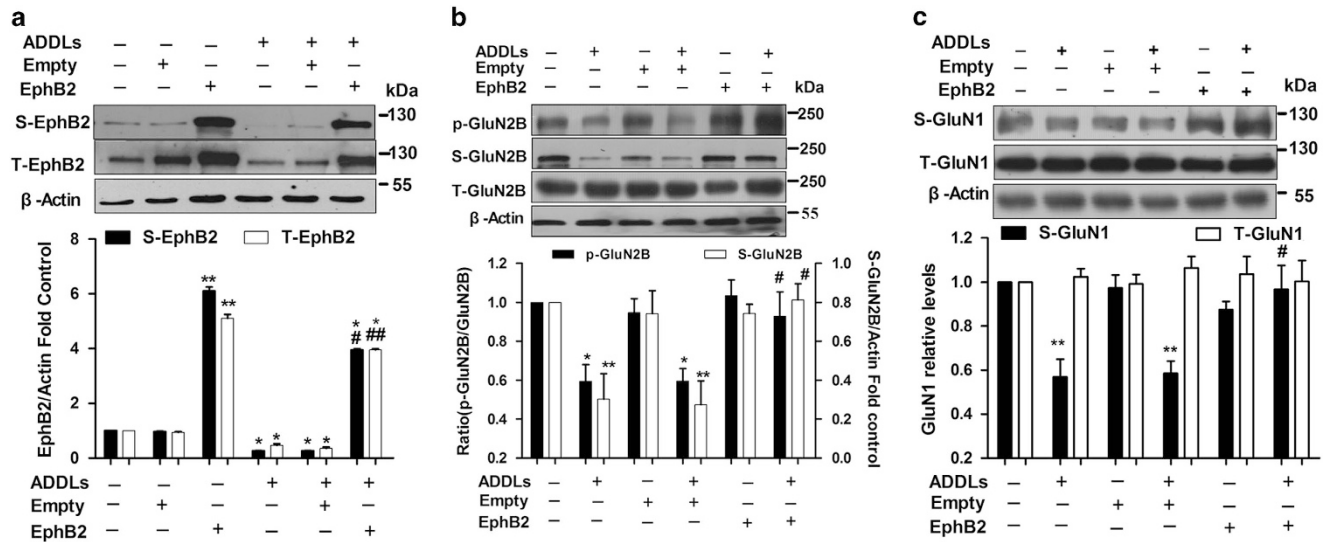 a
ADDLs – – – + + +
Empty – + – – + –
EphB2 – – + – – + kDa
S-EphB2 130
T-EphB2 130
β -Actin 55
S-EphB2 T-EphB2
EphB2/Actin Fold Control
8
6
4
2
0
** **
* *
* *
* *
# ##
ADDLs – – – + + +
Empty – + – – + –
EphB2 – – + – – +
b
ADDLs – + – + – +
Empty – – + + – –
EphB2 – – – – + + kDa
p-GluN2B 250
S-GluN2B 250
T-GluN2B 250
β -Actin 55
p-GluN2B S-GluN2B
Ratio(p-GluN2B/GluN2B)
1.2
1.0
0.8
0.6
0.4
0.2
* **
* **
# #
1.0
0.8
0.6
0.4
0.2
0.0
S-GluN2B/Actin Fold control
ADDLs – + – + – +
Empty – – + + – –
EphB2 – – – – + +
c
ADDLs – + – + – +
Empty – – + + – –
EphB2 – – – – + + kDa
S-GluN1 130
T-GluN1 130
β -Actin 55
S-GluN1 T-GluN1
GluN1 relative levels
1.2
1.0
0.8
0.6
0.4
0.2
**
**
#
ADDLs – + – + – +
Empty – – + + – –
EphB2 – – – – + +